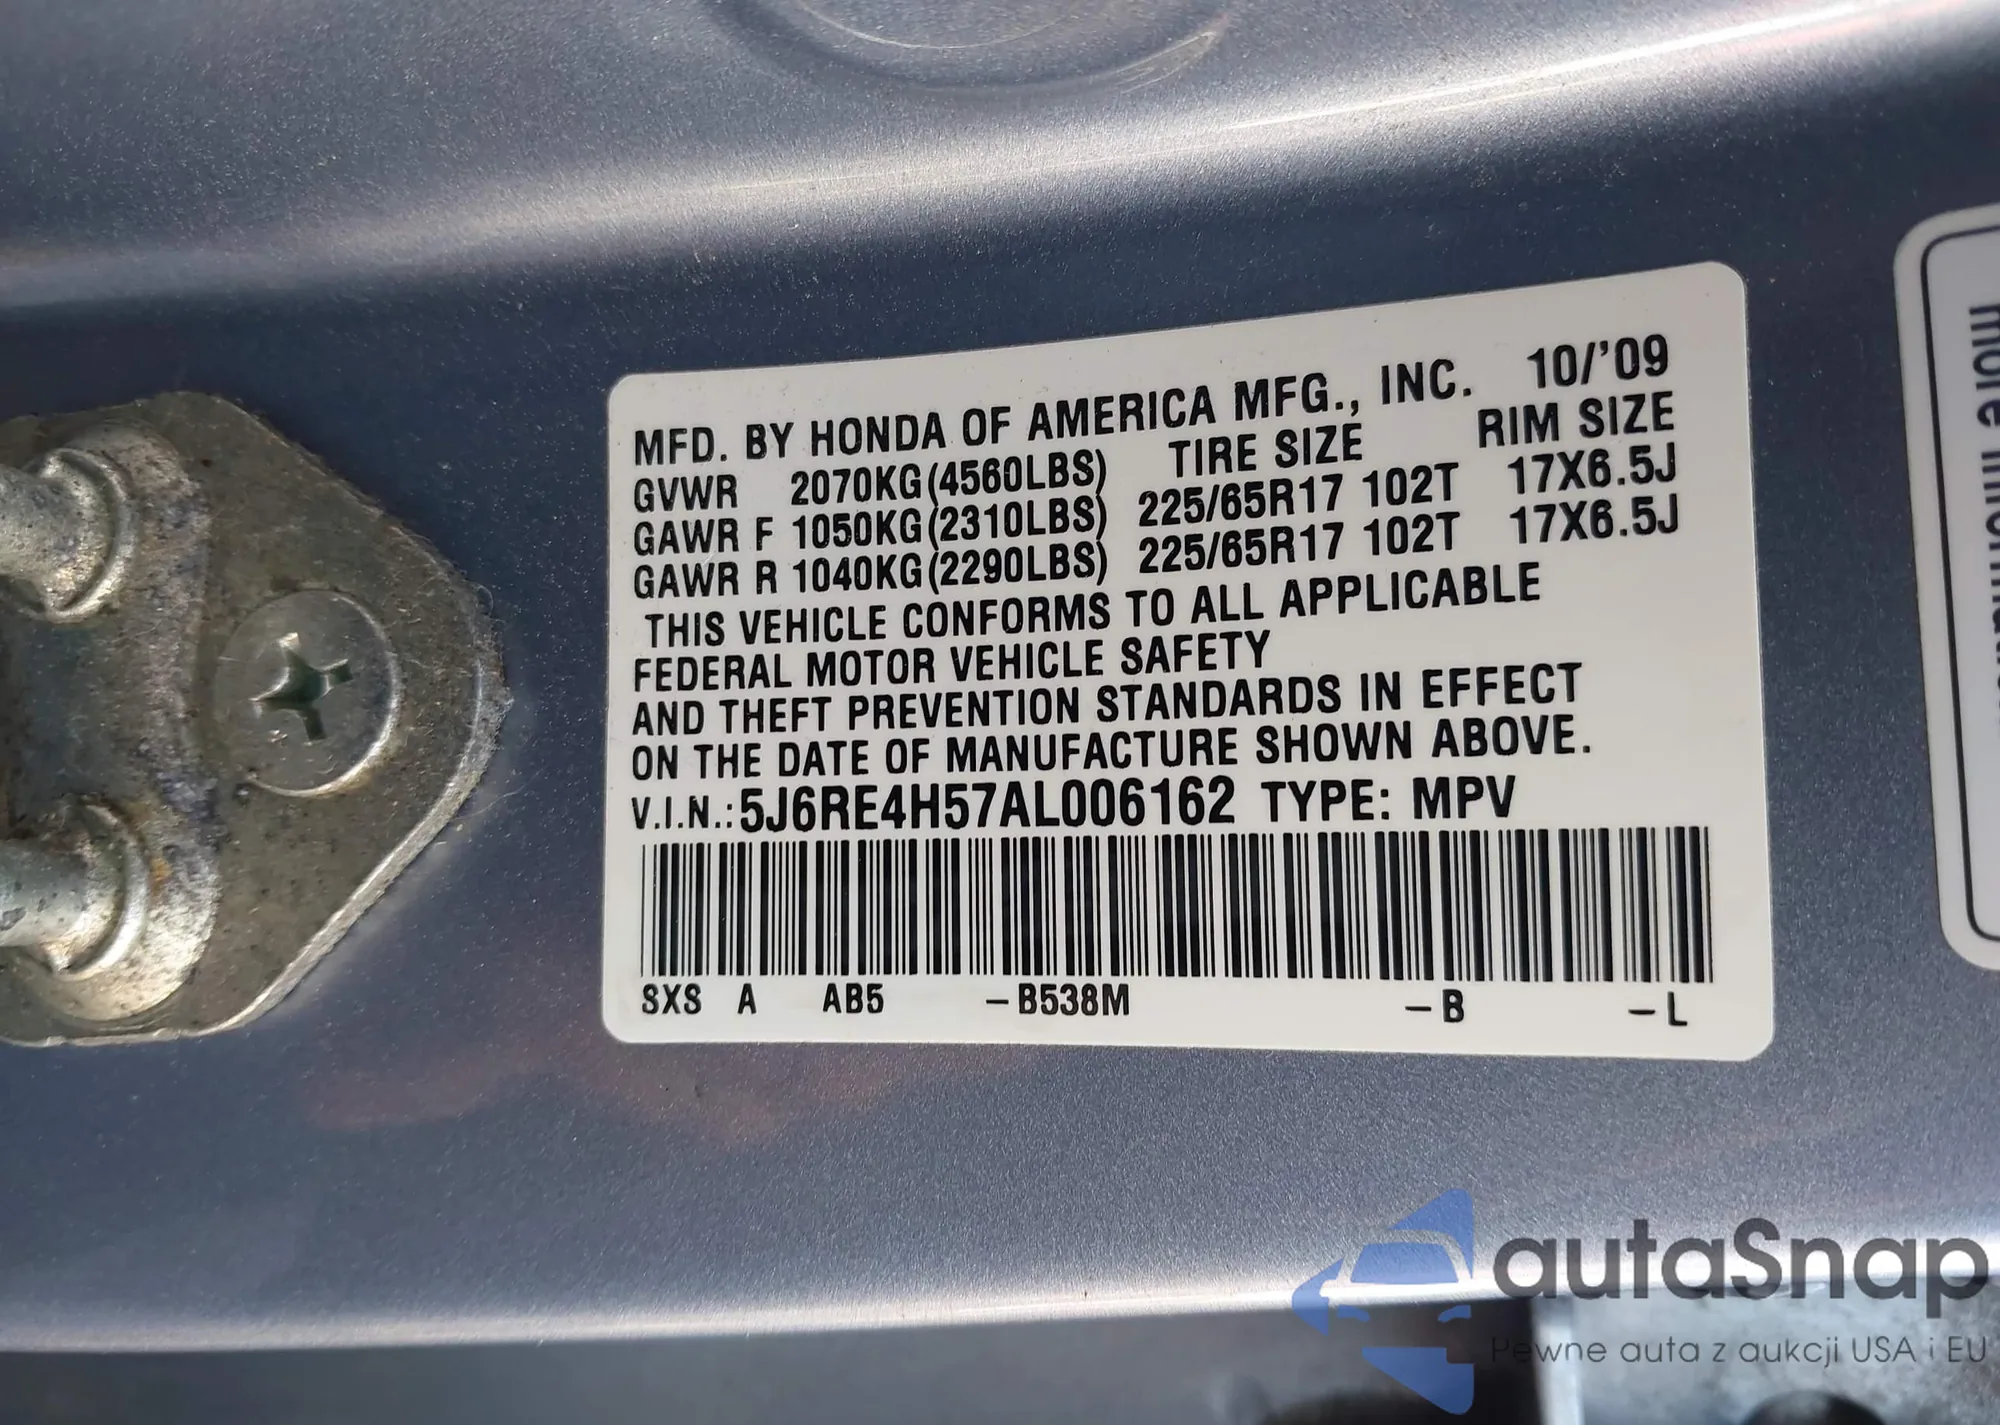 MFD. BY HONDA OF AMERICA MFG., INC. 10/'09
GVWR 2070KG(4560LBS) TIRE SIZE RIM SIZE
GAWR F 1050KG(2310LBS) 225/65R17 102T 17X6.5J
GAWR R 1040KG(2290LBS) 225/65R17 102T 17X6.5J
THIS VEHICLE CONFORMS TO ALL APPLICABLE
FEDERAL MOTOR VEHICLE SAFETY
AND THEFT PREVENTION STANDARDS IN EFFECT
ON THE DATE OF MANUFACTURE SHOWN ABOVE.
V.I.N.: 5J6RE4H57AL006162 TYPE: MPV
SXS A AB5 -B538M -B -L
more
autaSnap
Pewne auta z aukcji USA i EU